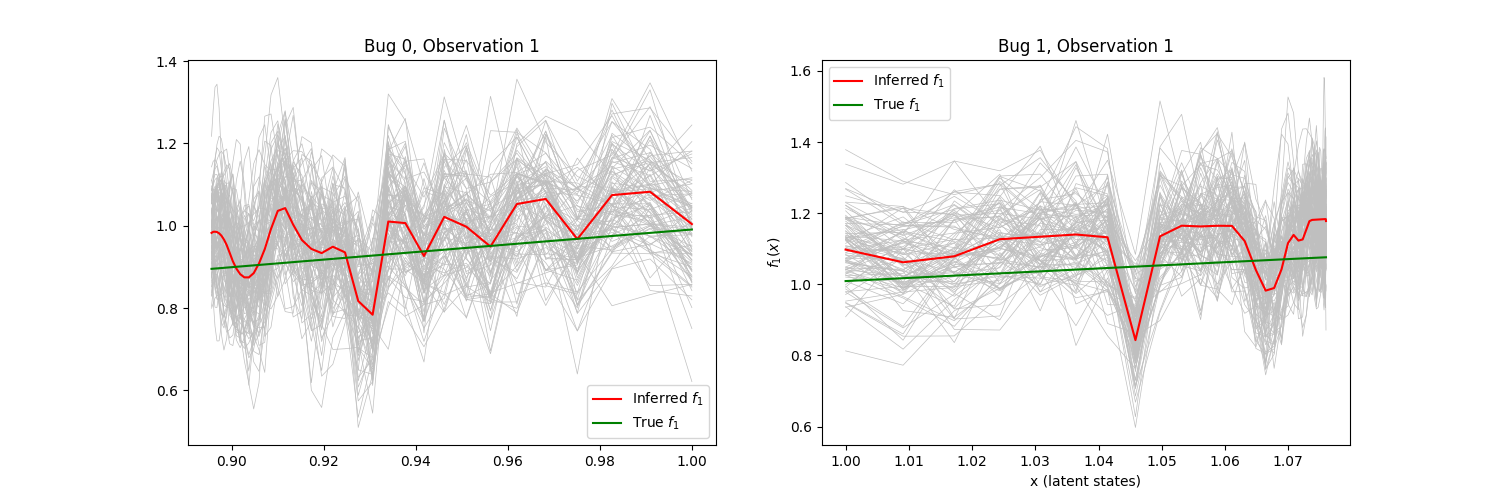 Bug 0, Observation 1
1.4
1.2
1.0
0.8
0.6
Inferred f₁
True f₁
0.90 0.92 0.94 0.96 0.98 1.00
Bug 1, Observation 1
Inferred f₁
True f₁
f₁(x)
1.6
1.4
1.2
1.0
0.8
0.6
1.00 1.01 1.02 1.03 1.04 1.05 1.06 1.07
x (latent states)